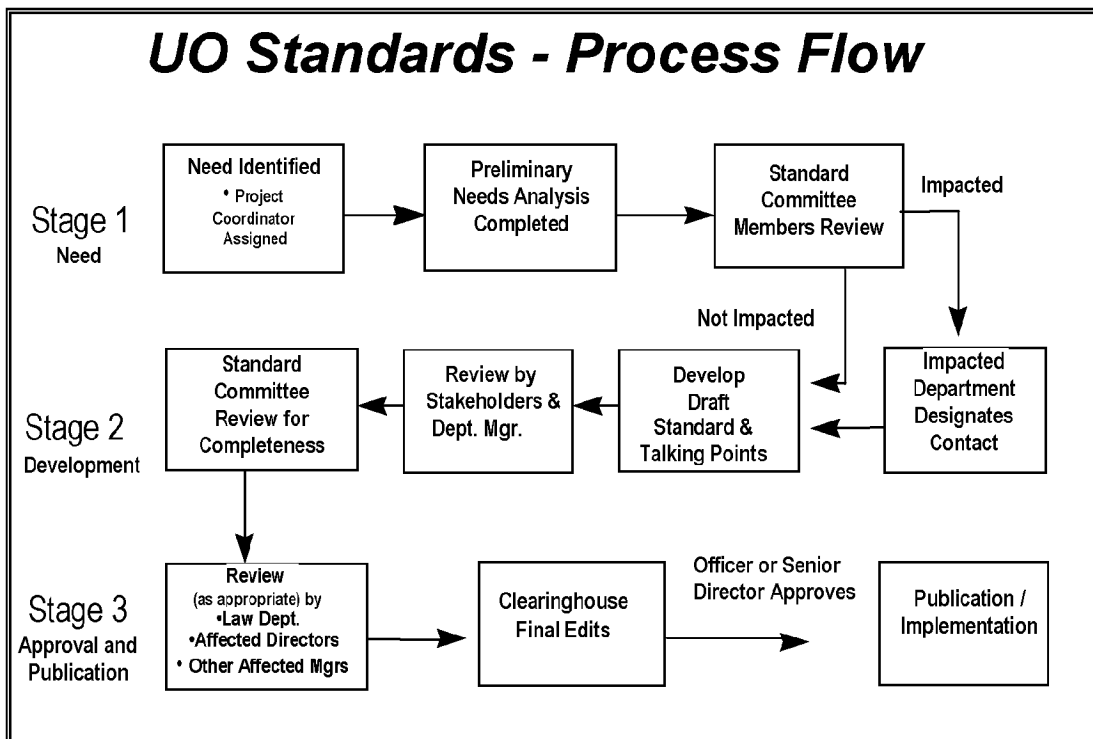 UO Standards - Process Flow
Stage 1
Need
Need Identified
• Project
Coordinator
Assigned
Preliminary
Needs Analysis
Completed
Standard
Committee
Members Review
Impacted
Not Impacted
Stage 2
Development
Standard
Committee
Review for
Completeness
Review by
Stakeholders &
Dept. Mgr.
Develop
Draft
Standard &
Talking Points
Impacted
Department
Designates
Contact
Stage 3
Approval and
Publication
Review
(as appropriate) by
•Law Dept.
•Affected Directors
• Other Affected Mgrs
Clearinghouse
Final Edits
Officer or Senior
Director Approves
Publication /
Implementation